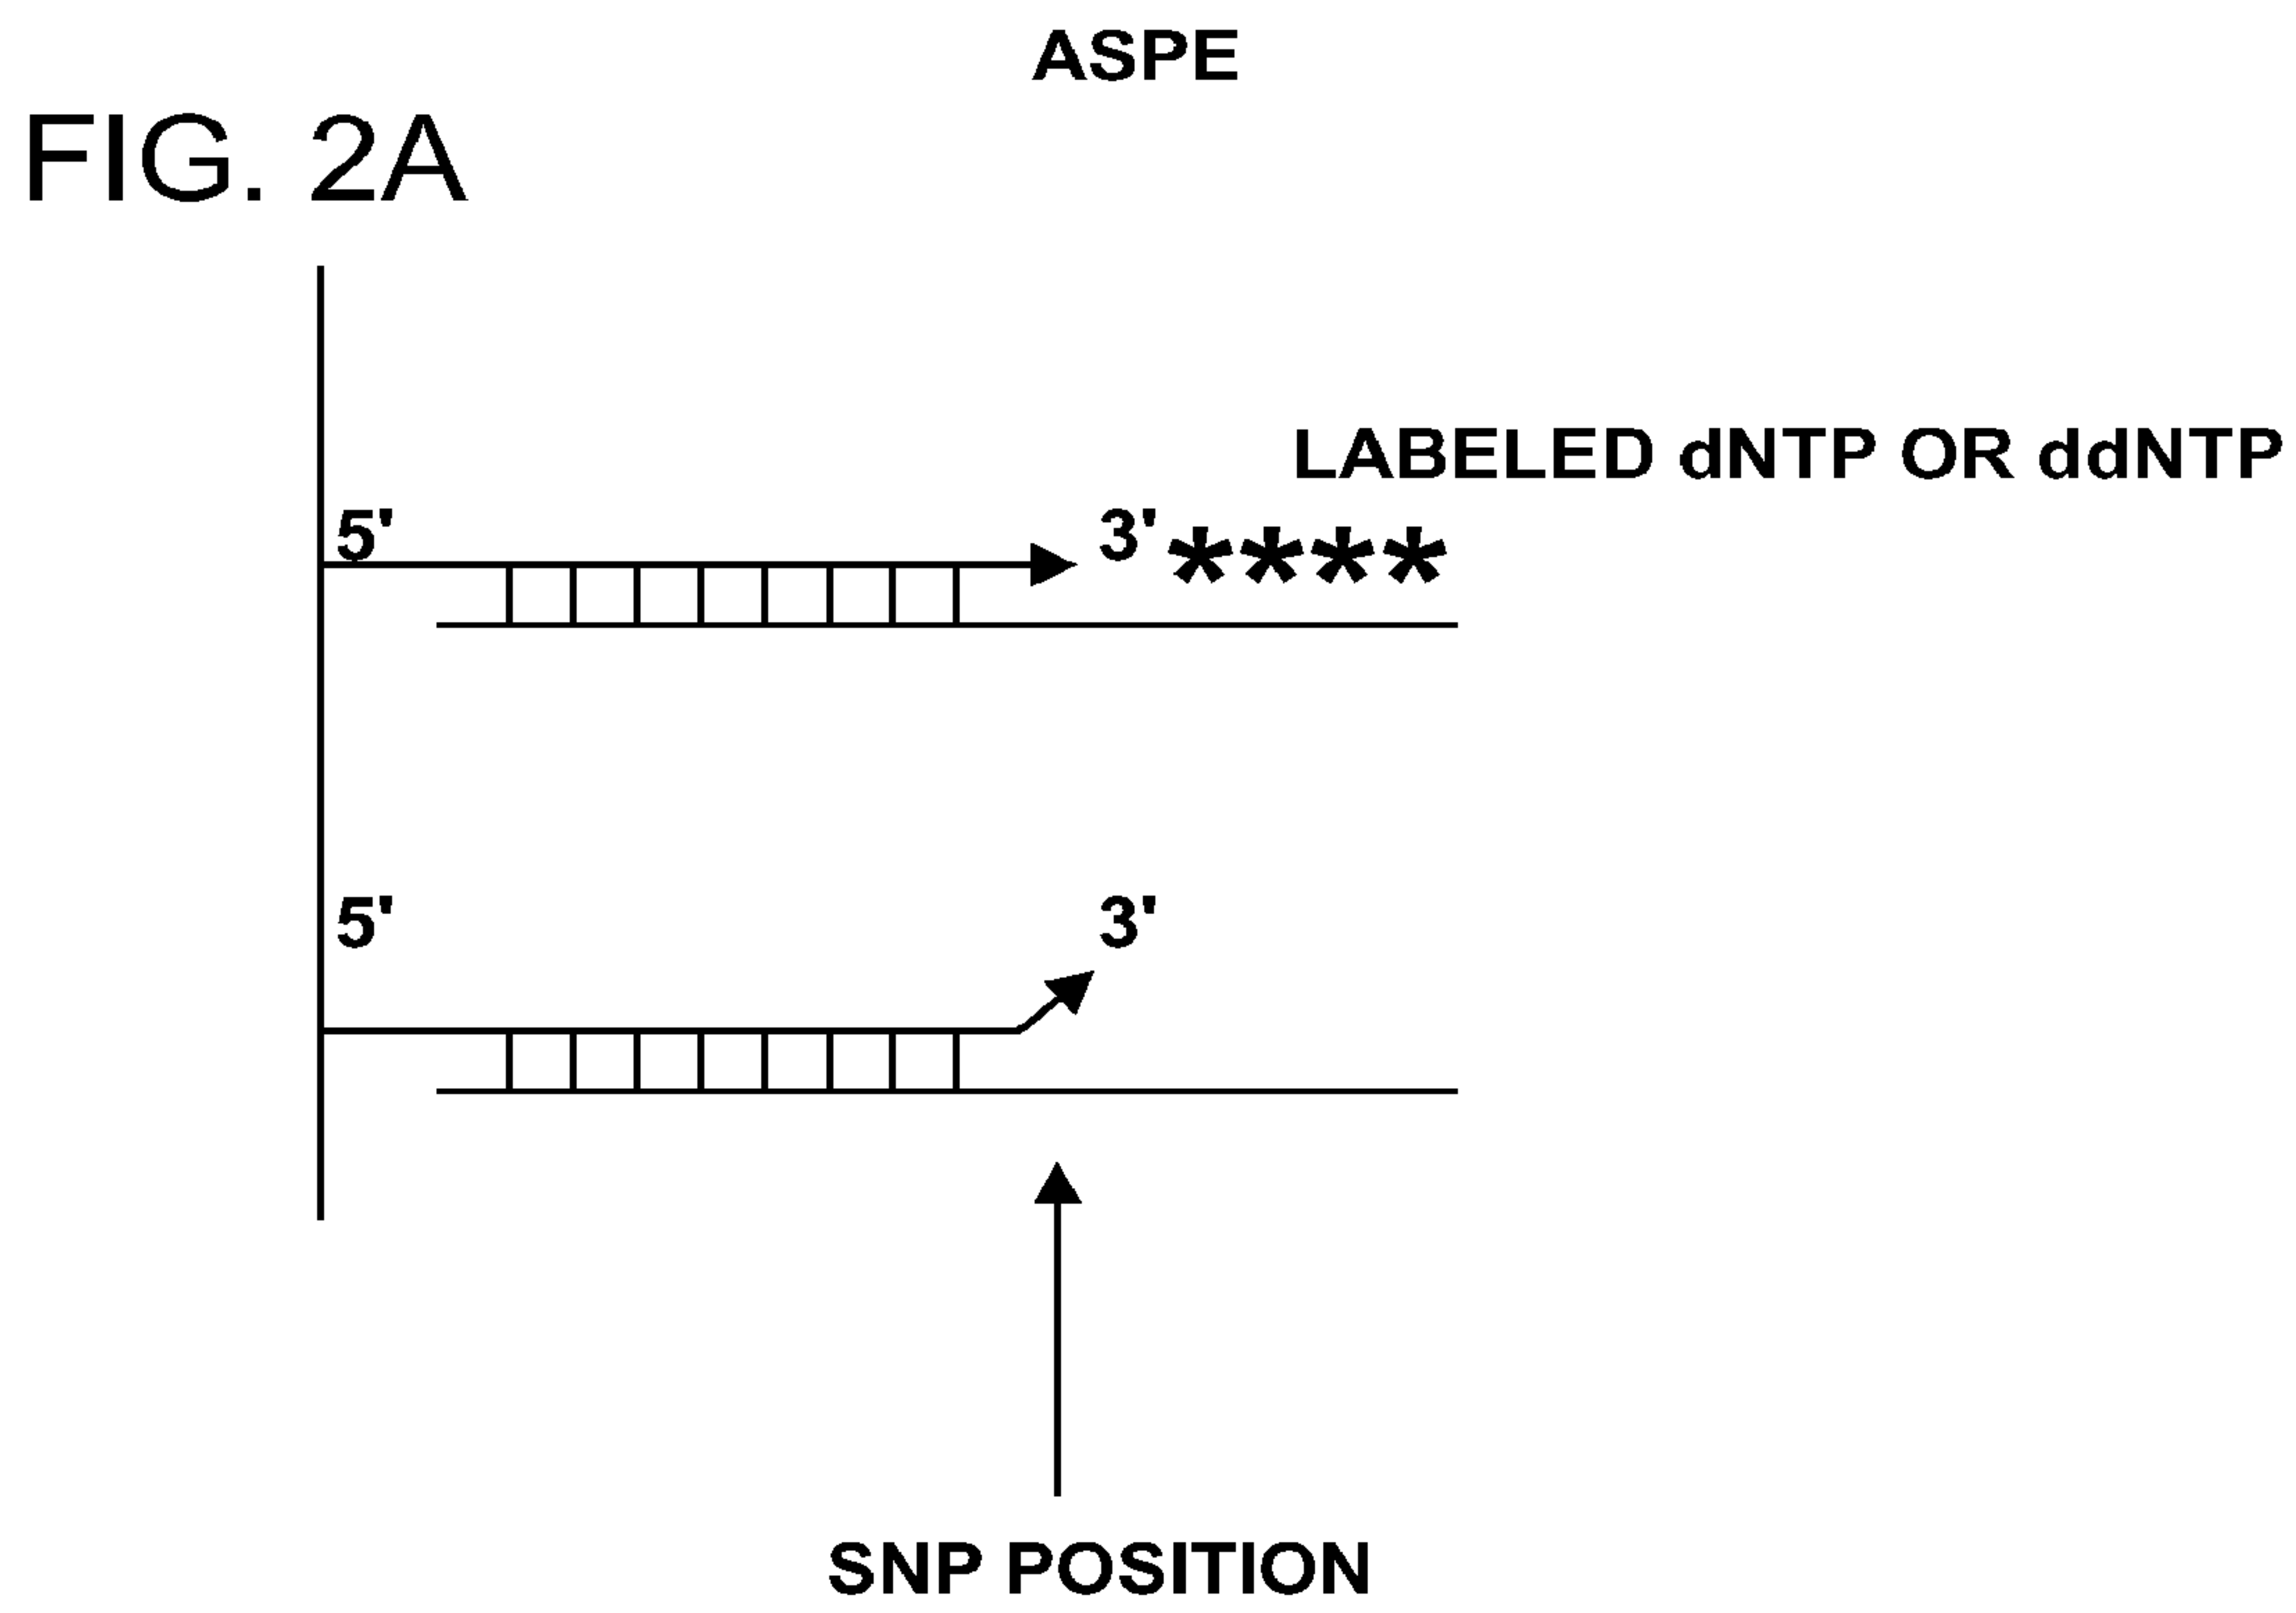 ASPE
FIG. 2A
LABELED dNTP OR ddNTP
5' 3' ****
5' 3'
SNP POSITION